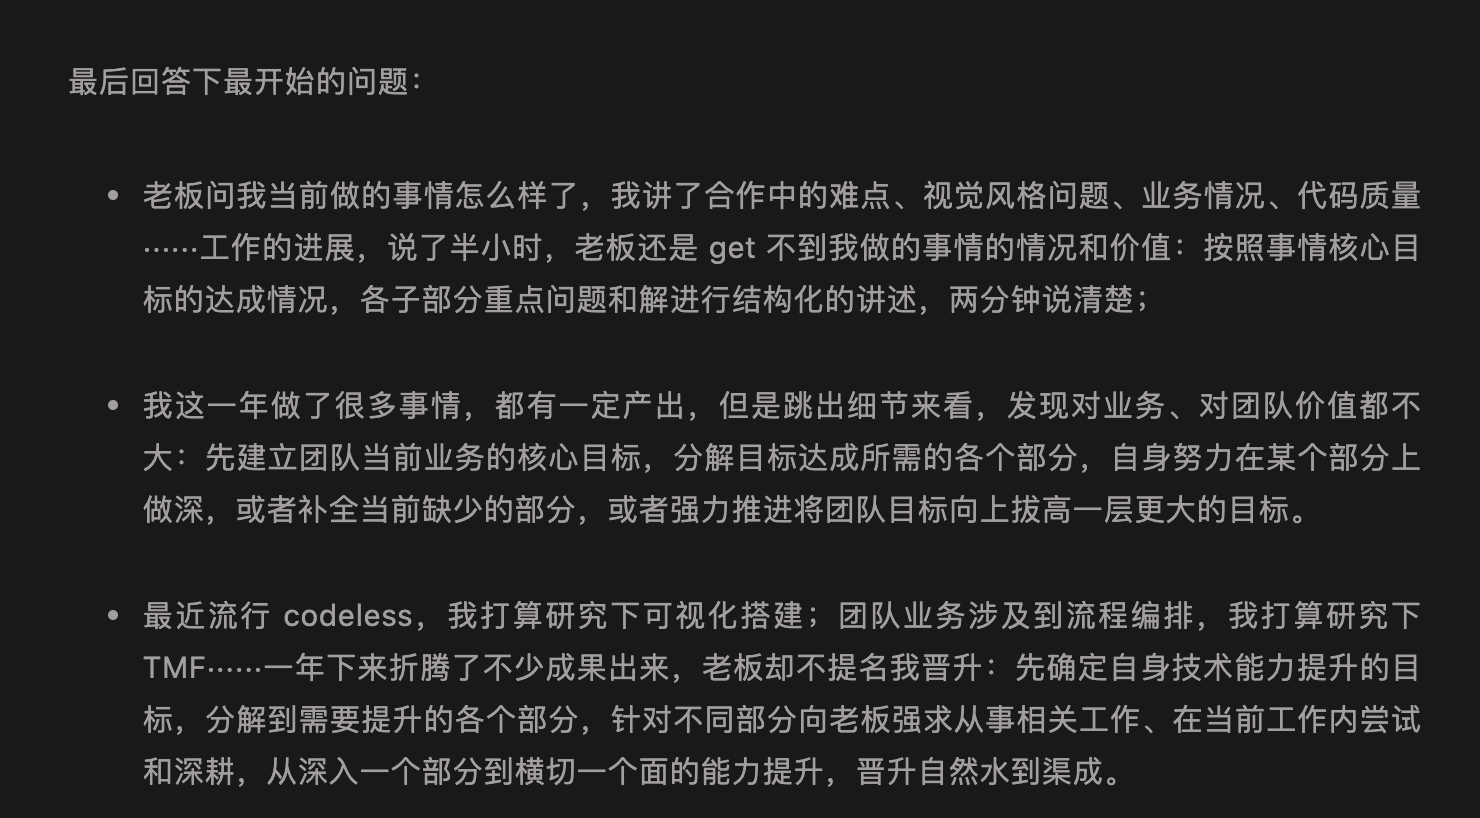 最后回答下最开始的问题：
• 老板问我当前做的事情怎么样了，我讲了合作中的难点、视觉风格问题、业务情况、代码质量
……工作的进展，说了半小时，老板还是 get 不到我做的事情的情况和价值：按照事情核心目
标的达成情况，各子部分重点问题和解进行结构化的讲述，两分钟说清楚；
• 我这一年做了很多事情，都有一定产出，但是跳出细节来看，发现对业务、对团队价值都不
大：先建立团队当前业务的核心目标，分解目标达成所需的各个部分，自身努力在某个部分上
做深，或者补全当前缺少的部分，或者强力推进将团队目标向上拔高一层更大的目标。
• 最近流行 codeless，我打算研究下可视化搭建；团队业务涉及到流程编排，我打算研究下
TMF……一年下来折腾了不少成果出来，老板却不提名我晋升：先确定自身技术能力提升的目
标，分解到需要提升的各个部分，针对不同部分向老板强求从事相关工作、在当前工作内尝试
和深耕，从深入一个部分到横切一个面的能力提升，晋升自然水到渠成。